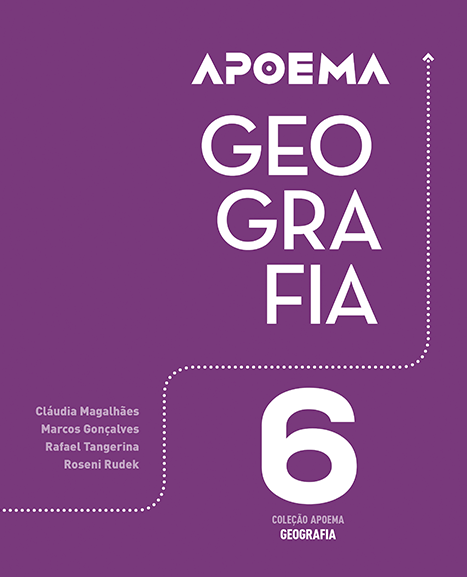 APOEMA
GEO
GRA
FIA
Cláudia Magalhães
Marcos Gonçalves
Rafael Tangerina
Roseni Rudek
6
COLEÇÃO APOEMA
GEOGRAFIA